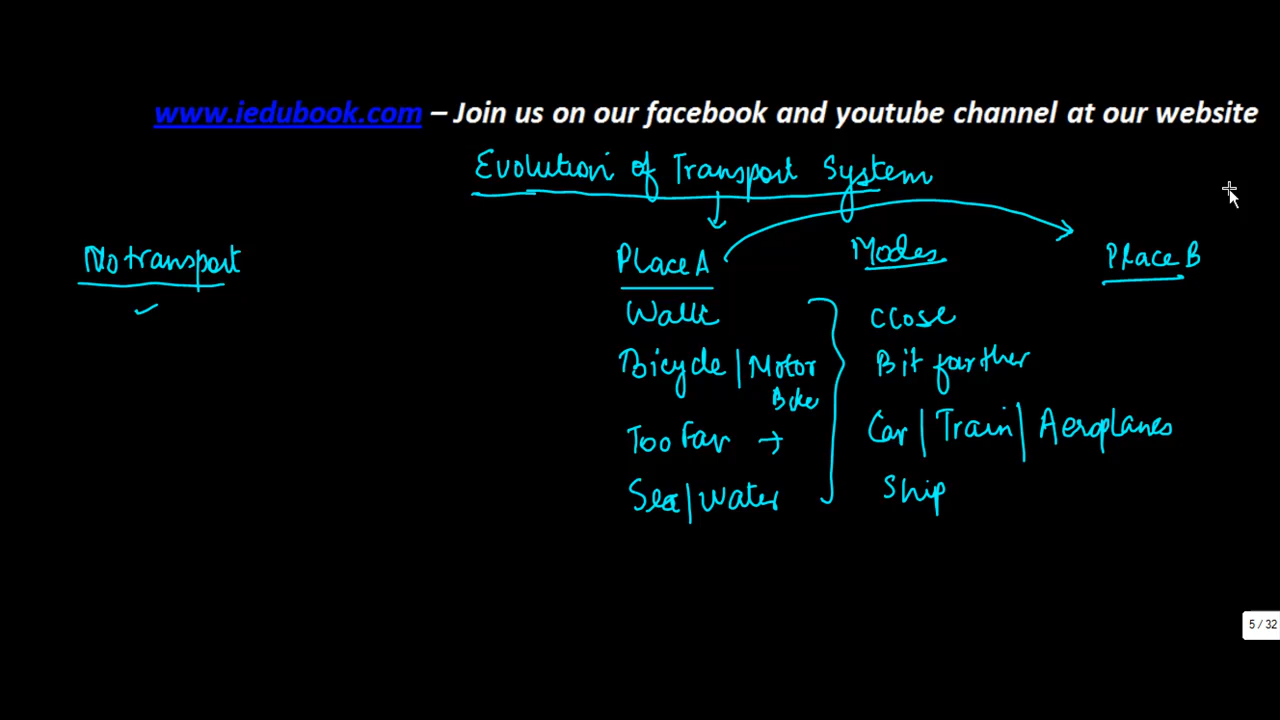 www.iedubook.com – Join us on our facebook and youtube channel at our website
Evolution of Transport System
No transport
Place A
Modes
Place B
Walk
Close
Bicycle | Motor Bike
Bit farther
Too Far →
Car | Train | Aeroplanes
Sea | Water
Ship
5 / 32